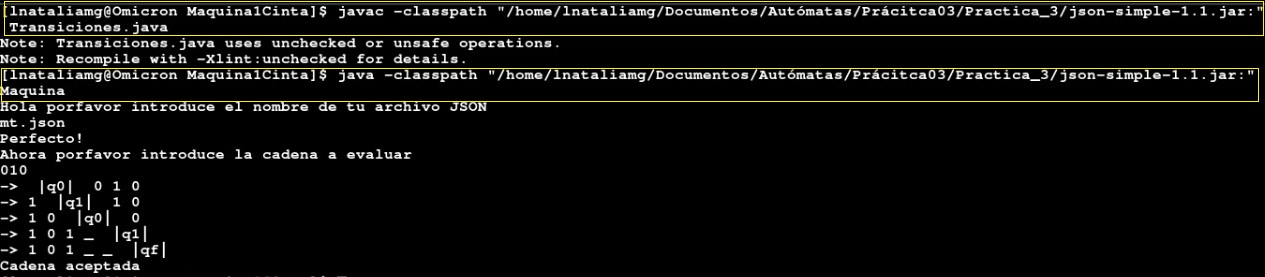 [lnataliamg@Omicron Maquina1Cinta]$ javac -classpath "/home/lnataliamg/Documentos/Autómatas/Prácitca03/Practica_3/json-simple-1.1.jar:"
Transiciones.java
Note: Transiciones.java uses unchecked or unsafe operations.
Note: Recompile with -Xlint:unchecked for details.
[lnataliamg@Omicron Maquina1Cinta]$ java -classpath "/home/lnataliamg/Documentos/Autómatas/Prácitca03/Practica_3/json-simple-1.1.jar:"
Maquina
Hola porfavor introduce el nombre de tu archivo JSON
mt.json
Perfecto!
Ahora porfavor introduce la cadena a evaluar
010
->  |q0|  0 1 0
-> 1  |q1|  1 0
-> 1 0  |q0|  0
-> 1 0 1 _  |q1|
-> 1 0 1 _ _  |qf|
Cadena aceptada